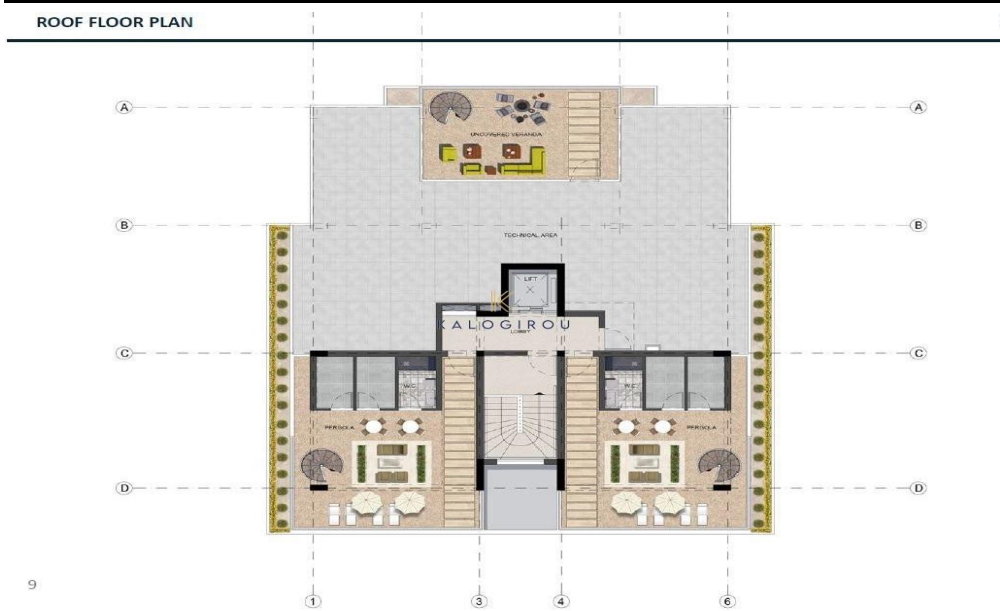 ROOF FLOOR PLAN
A
A
UNCOVERED VERANDA
B
B
TECHNICAL AREA
LIFT
KALOGIROU
LOBBY
C
C
W.C
W.C
PERGOLA
PERGOLA
D
D
9
1
3
4
6